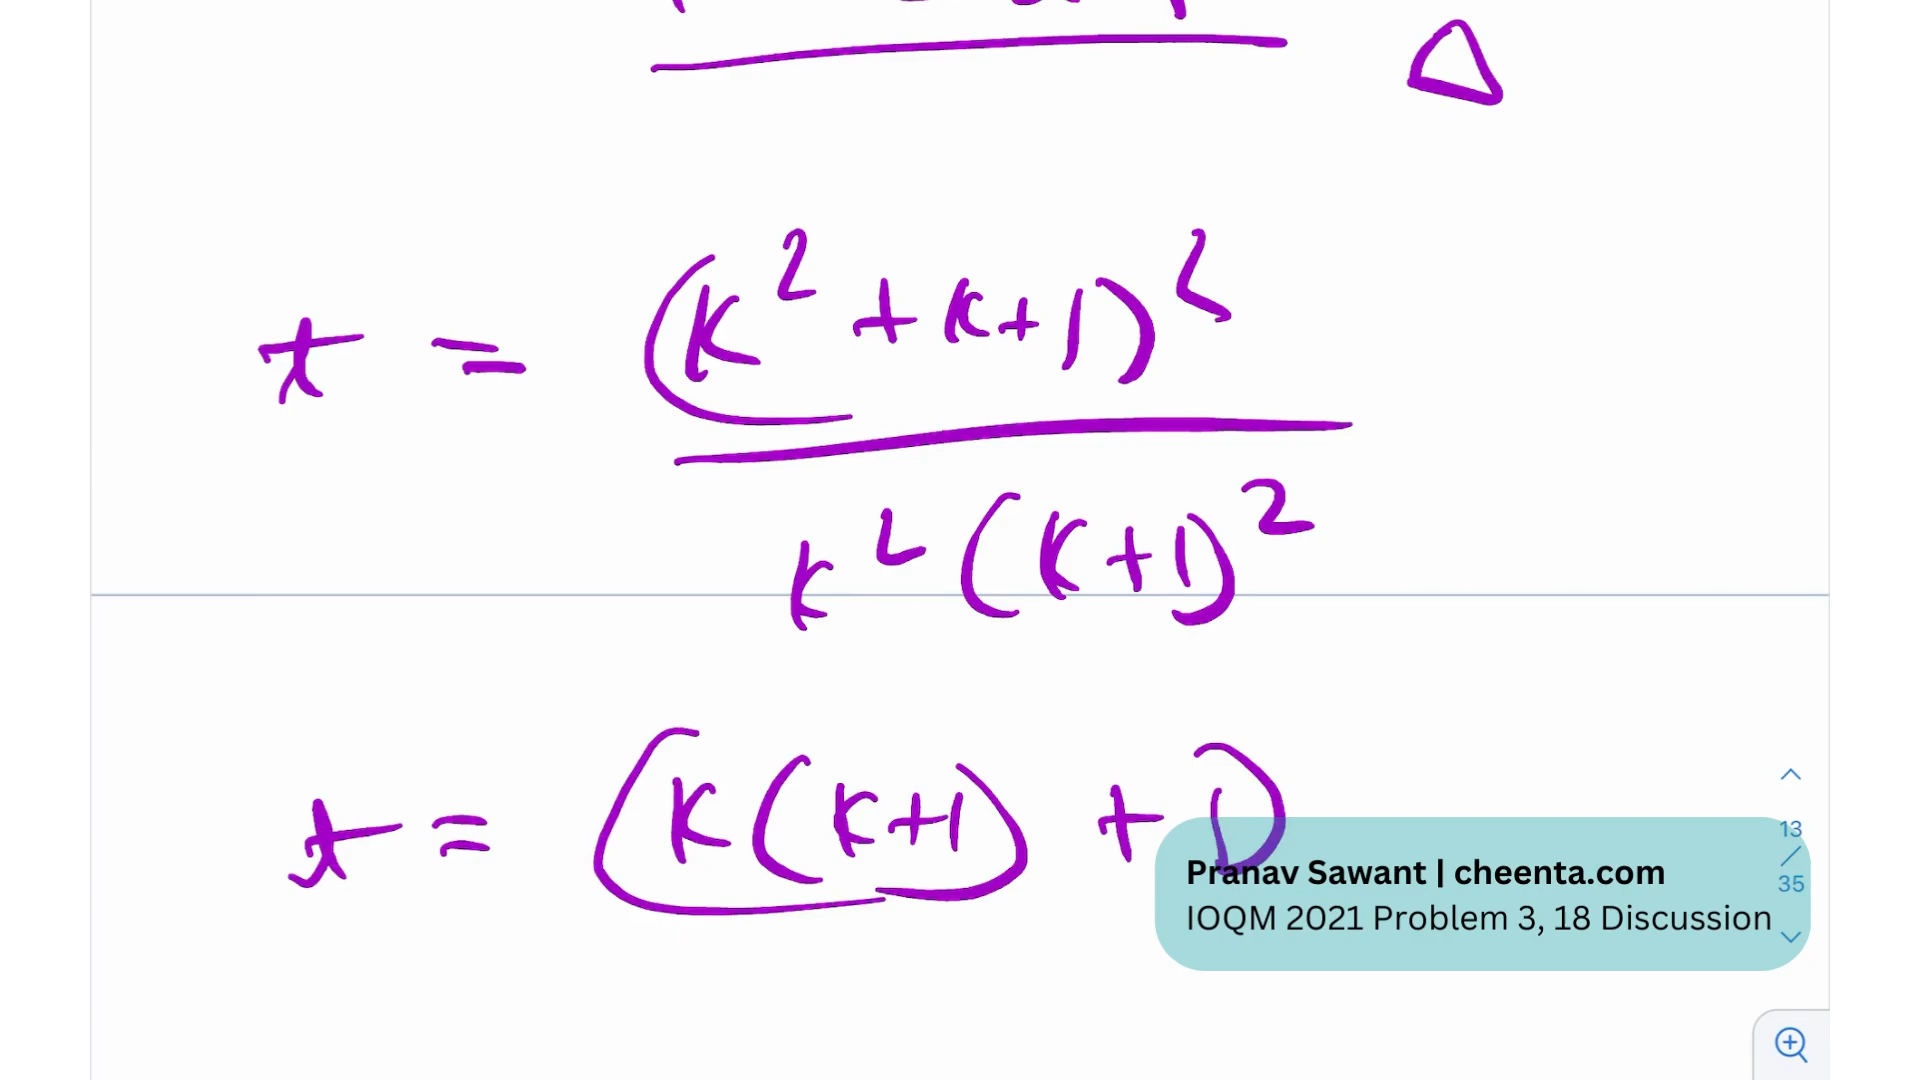 t = (k² + k + 1)²
k² (k + 1)²
t = (k (k+1) + 1)
Pranav Sawant | cheenta.com
IOQM 2021 Problem 3, 18 Discussion
13
/
35